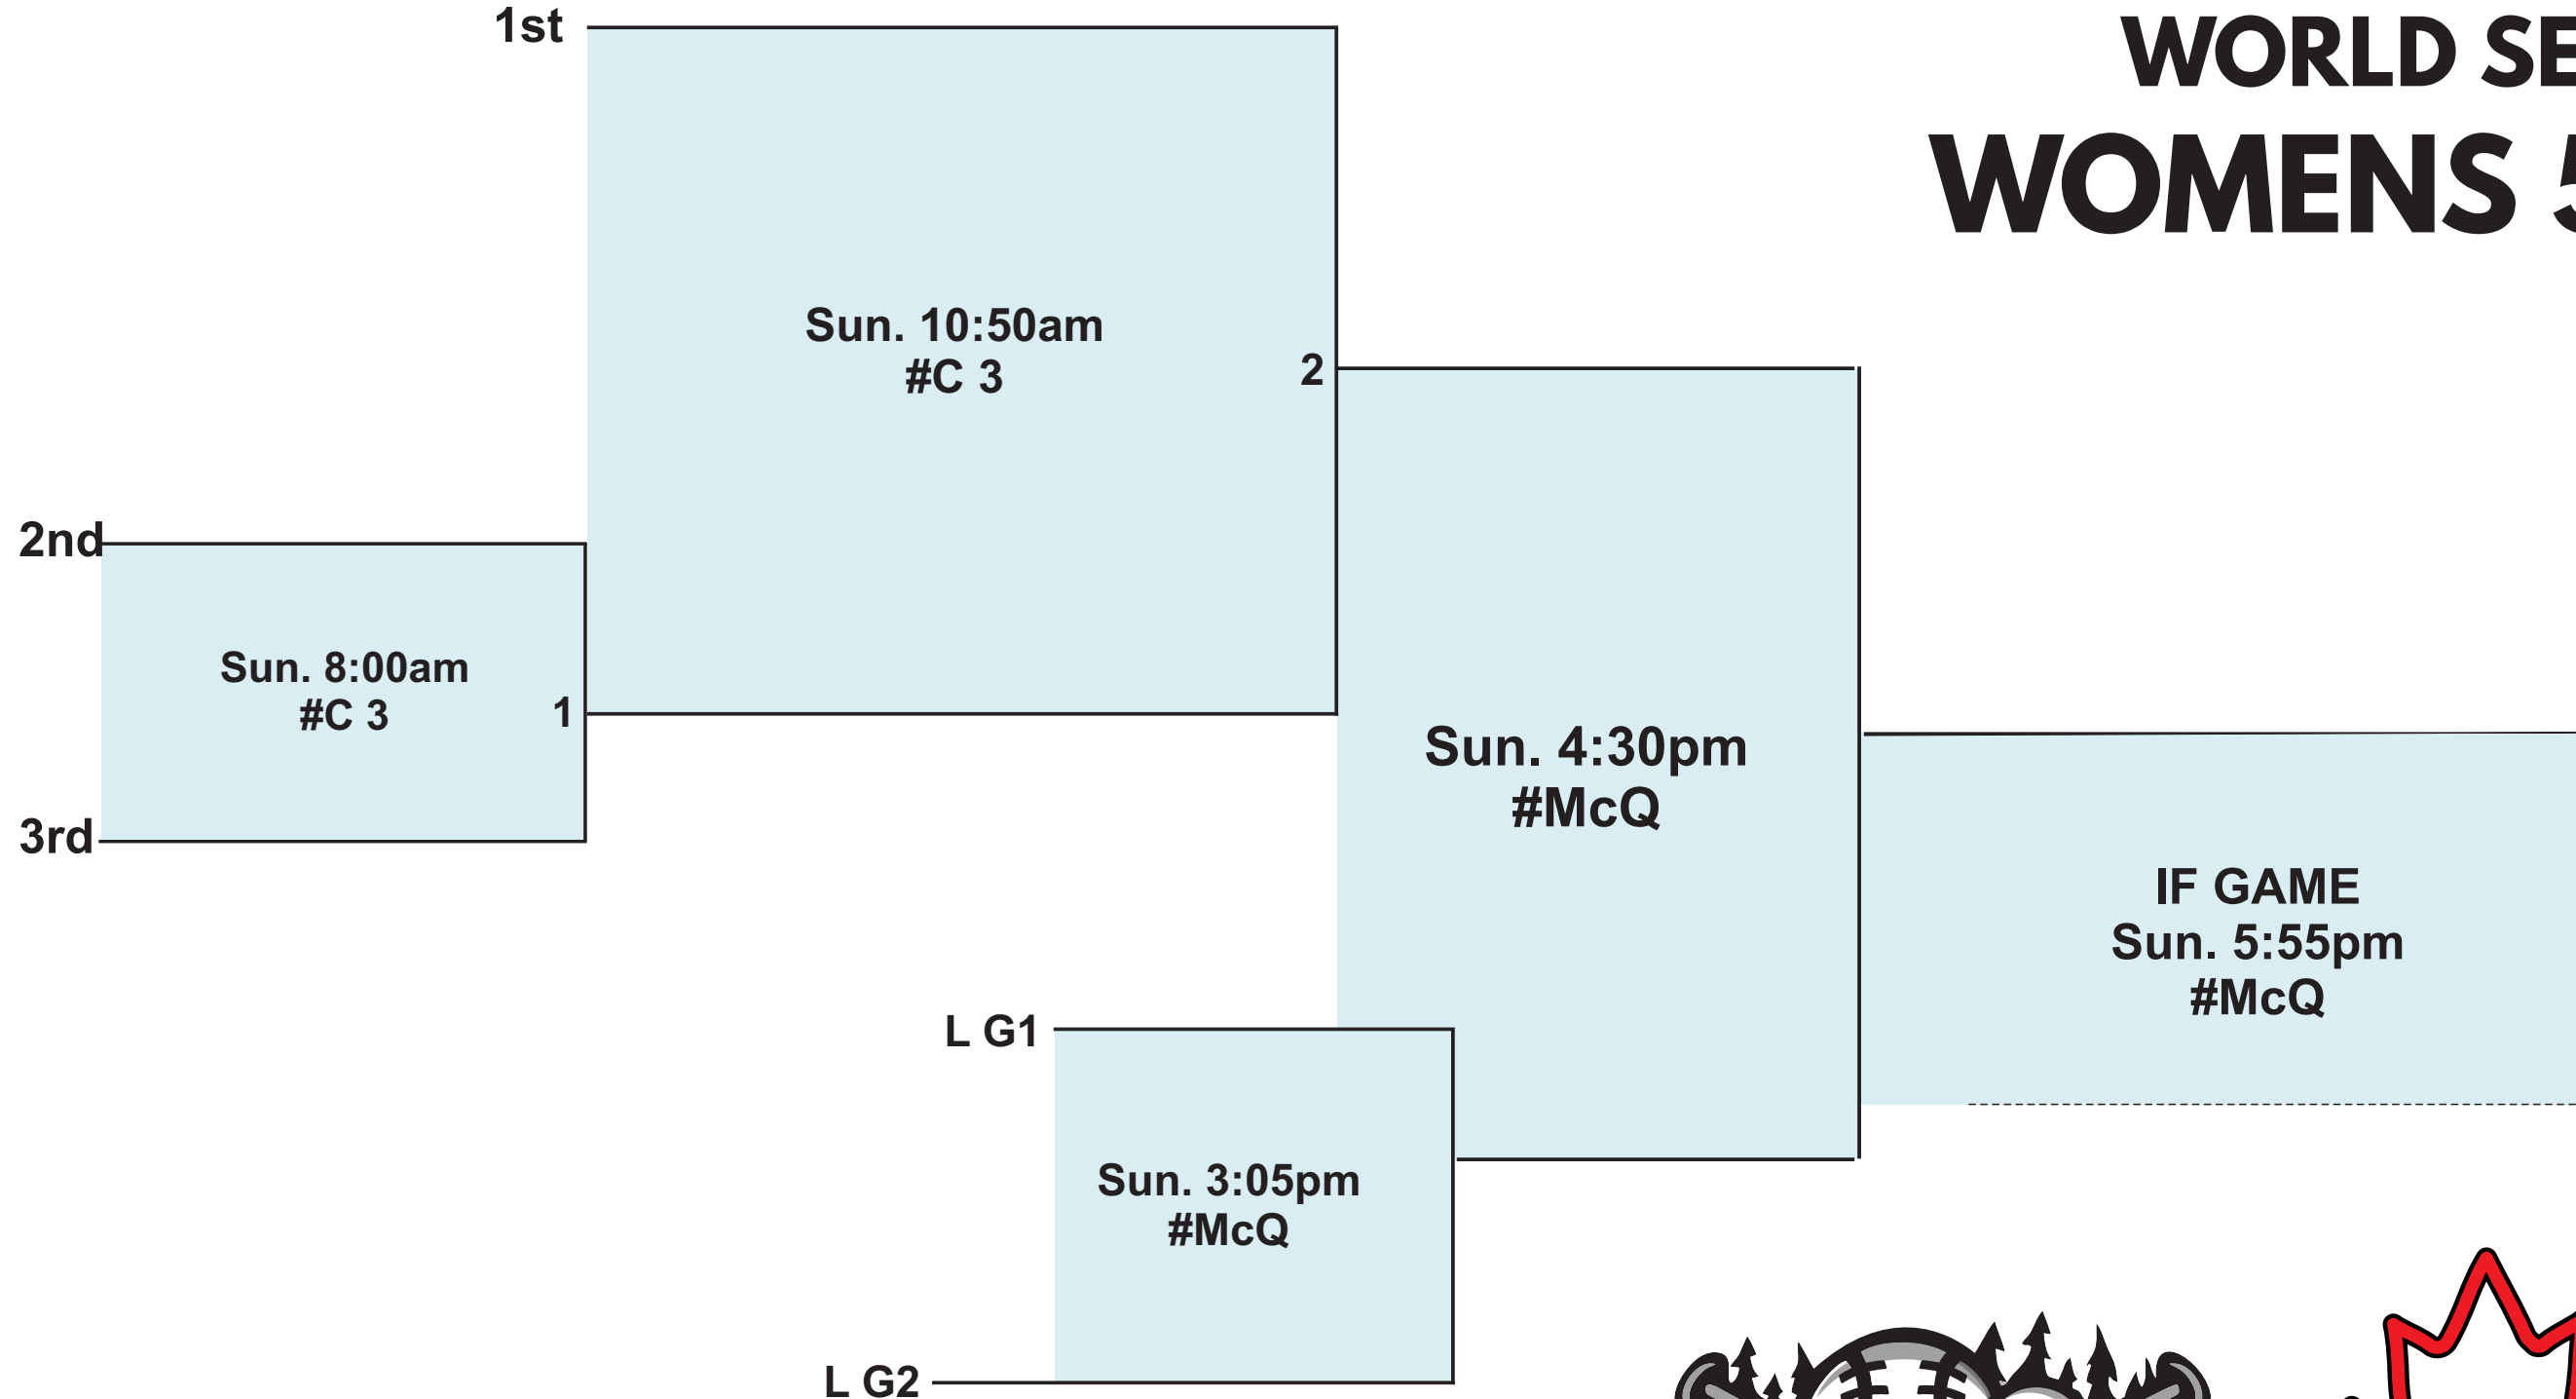 1st
WORLD SE
WOMENS 5
Sun. 10:50am
#C 3
2
2nd
Sun. 8:00am
#C 3
1
3rd
Sun. 4:30pm
#McQ
IF GAME
Sun. 5:55pm
#McQ
L G1
Sun. 3:05pm
#McQ
L G2